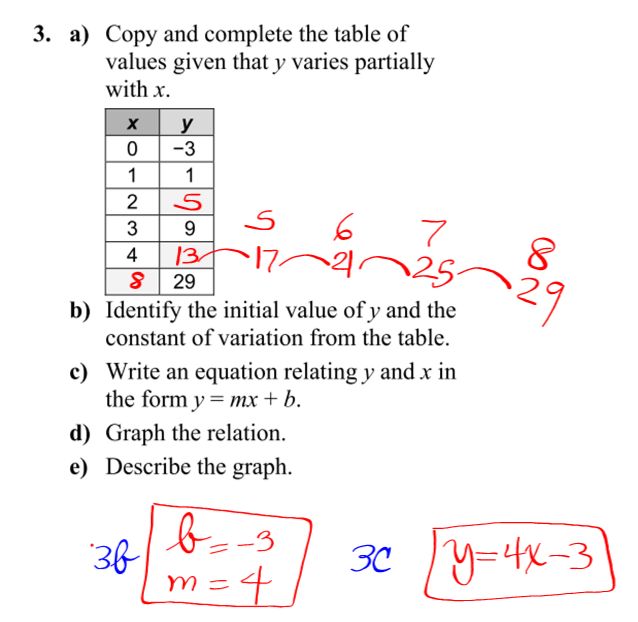 3. a) Copy and complete the table of
values given that y varies partially
with x.
x y
0 −3
1 1
2 5
3 9
4 13 17 21 25 29
5 6 7 8
8 29
b) Identify the initial value of y and the
constant of variation from the table.
c) Write an equation relating y and x in
the form y = mx + b.
d) Graph the relation.
e) Describe the graph.
3b b = -3
m = 4
3C y=4x-3